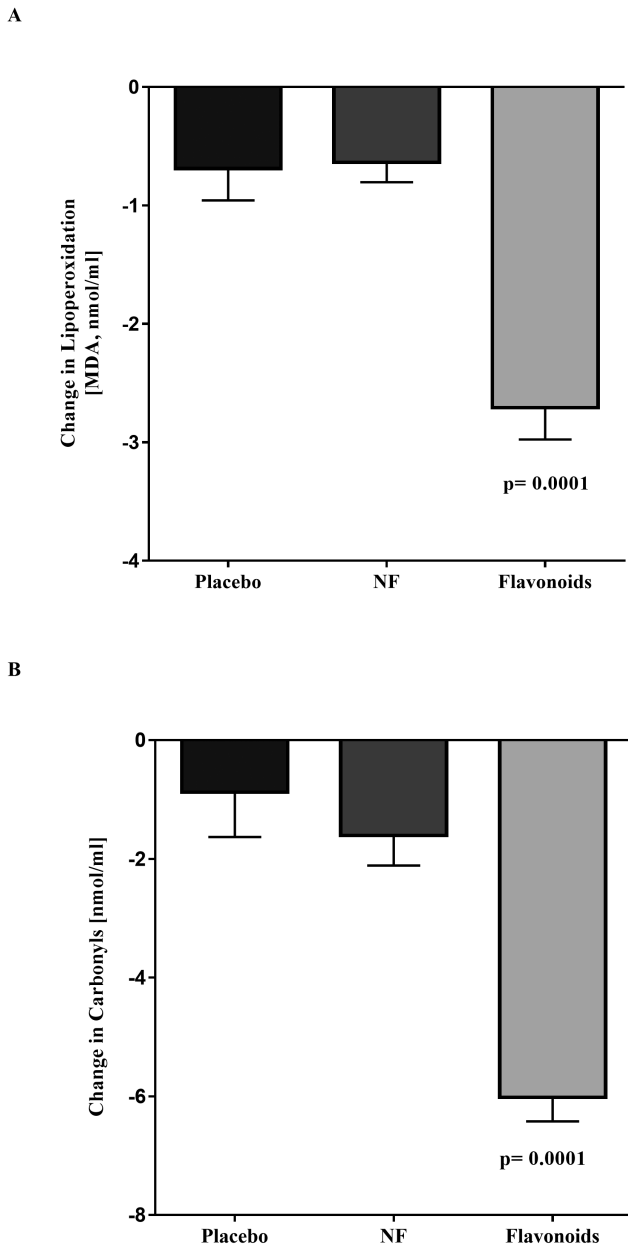 A
0
-1
-2
-3
-4
Change in Lipoperoxidation
[MDA, nmol/ml]
p= 0.0001
Placebo
NF
Flavonoids
B
0
-2
-4
-6
-8
Change in Carbonyls [nmol/ml]
p= 0.0001
Placebo
NF
Flavonoids